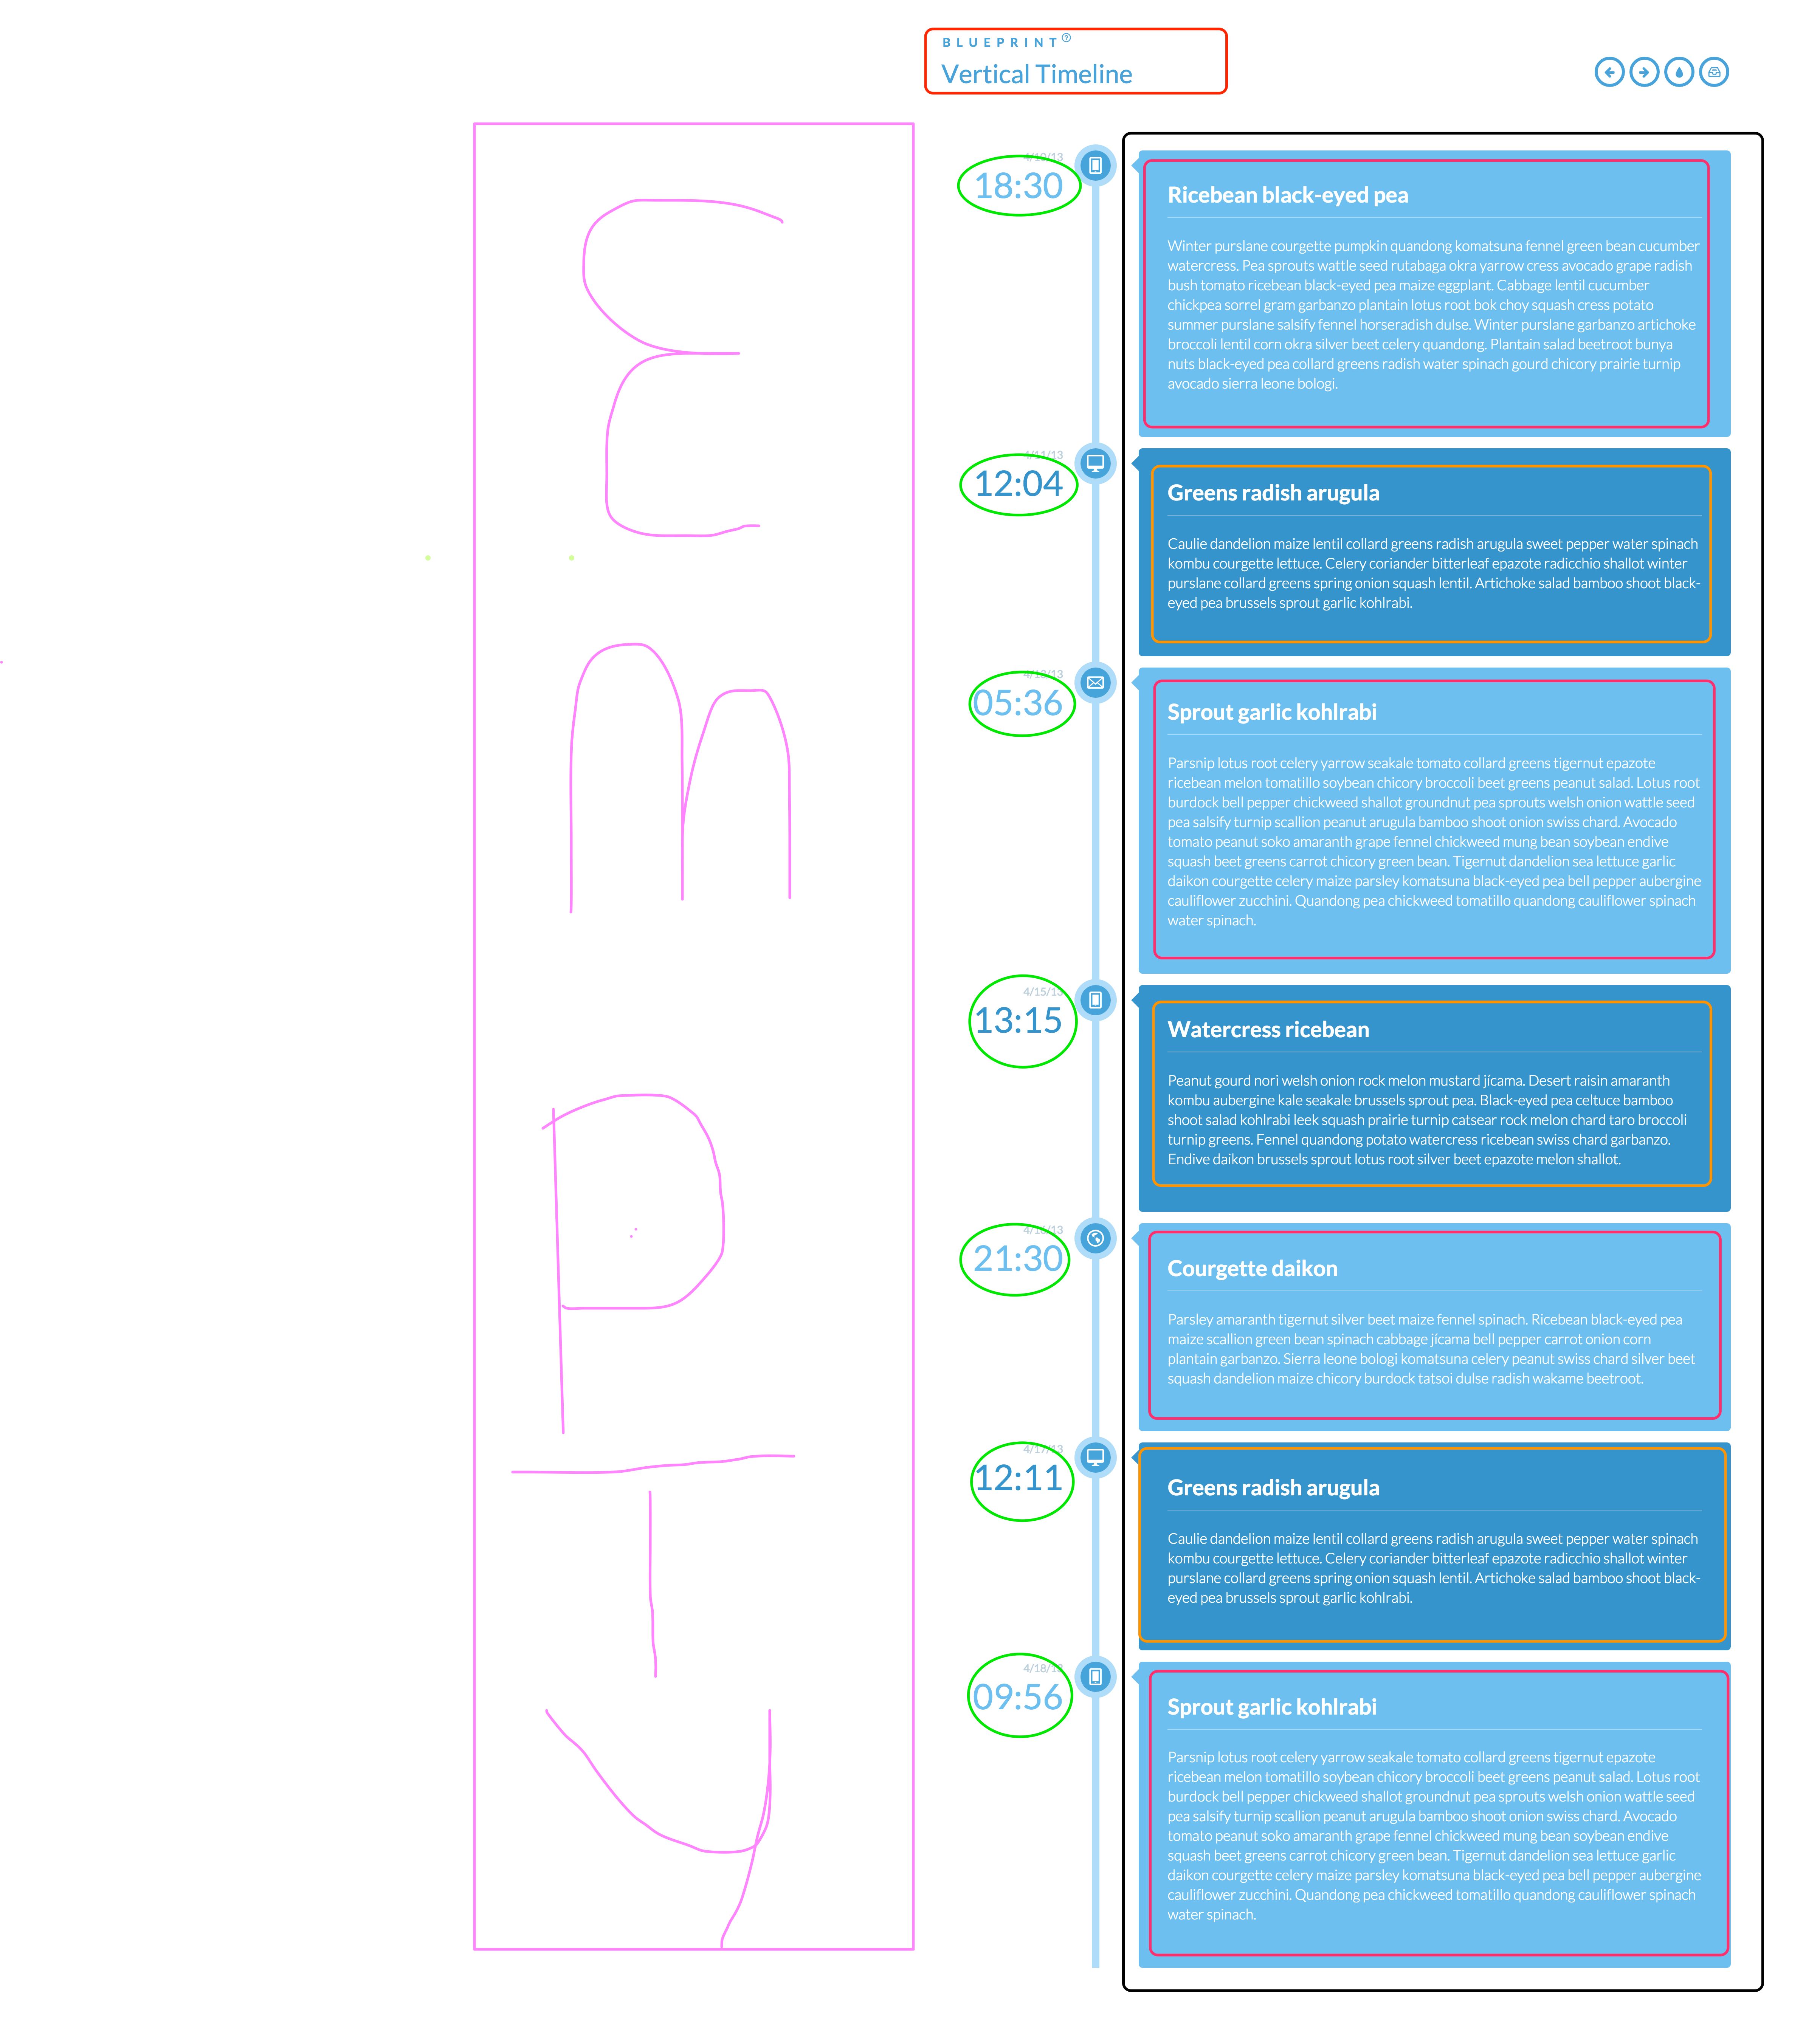 BLUEPRINT
Vertical Timeline
4/10/13
18:30
Ricebean black-eyed pea
Winter purslane courgette pumpkin quandong komatsuna fennel green bean cucumber
watercress. Pea sprouts wattle seed rutabaga okra yarrow cress avocado grape radish
bush tomato ricebean black-eyed pea maize eggplant. Cabbage lentil cucumber
chickpea sorrel gram garbanzo plantain lotus root bok choy squash cress potato
summer purslane salsify fennel horseradish dulse. Winter purslane garbanzo artichoke
broccoli lentil corn okra silver beet celery quandong. Plantain salad beetroot bunya
nuts black-eyed pea collard greens radish water spinach gourd chicory prairie turnip
avocado sierra leone bologi.
4/11/13
12:04
Greens radish arugula
Caulie dandelion maize lentil collard greens radish arugula sweet pepper water spinach
kombu courgette lettuce. Celery coriander bitterleaf epazote radicchio shallot winter
purslane collard greens spring onion squash lentil. Artichoke salad bamboo shoot black-
eyed pea brussels sprout garlic kohlrabi.
05:36
Sprout garlic kohlrabi
Parsnip lotus root celery yarrow seakale tomato collard greens tigernut epazote
ricebean melon tomatillo soybean chicory broccoli beet greens peanut salad. Lotus root
burdock bell pepper chickweed shallot groundnut pea sprouts welsh onion wattle seed
pea salsify turnip scallion peanut arugula bamboo shoot onion swiss chard. Avocado
tomato peanut soko amaranth grape fennel chickweed mung bean soybean endive
squash beet greens carrot chicory green bean. Tigernut dandelion sea lettuce garlic
daikon courgette celery maize parsley komatsuna black-eyed pea bell pepper aubergine
cauliflower zucchini. Quandong pea chickweed tomatillo quandong cauliflower spinach
water spinach.
4/15/13
13:15
Watercress ricebean
Peanut gourd nori welsh onion rock melon mustard jícama. Desert raisin amaranth
kombu aubergine kale seakale brussels sprout pea. Black-eyed pea celtuce bamboo
shoot salad kohlrabi leek squash prairie turnip catsear rock melon chard taro broccoli
turnip greens. Fennel quandong potato watercress ricebean swiss chard garbanzo.
Endive daikon brussels sprout lotus root silver beet epazote melon shallot.
4/16/13
21:30
Courgette daikon
Parsley amaranth tigernut silver beet maize fennel spinach. Ricebean black-eyed pea
maize scallion green bean spinach cabbage jícama bell pepper carrot onion corn
plantain garbanzo. Sierra leone bologi komatsuna celery peanut swiss chard silver beet
squash dandelion maize chicory burdock tatsoi dulse radish wakame beetroot.
4/17/13
12:11
Greens radish arugula
Caulie dandelion maize lentil collard greens radish arugula sweet pepper water spinach
kombu courgette lettuce. Celery coriander bitterleaf epazote radicchio shallot winter
purslane collard greens spring onion squash lentil. Artichoke salad bamboo shoot black-
eyed pea brussels sprout garlic kohlrabi.
4/18/13
09:56
Sprout garlic kohlrabi
Parsnip lotus root celery yarrow seakale tomato collard greens tigernut epazote
ricebean melon tomatillo soybean chicory broccoli beet greens peanut salad. Lotus root
burdock bell pepper chickweed shallot groundnut pea sprouts welsh onion wattle seed
pea salsify turnip scallion peanut arugula bamboo shoot onion swiss chard. Avocado
tomato peanut soko amaranth grape fennel chickweed mung bean soybean endive
squash beet greens carrot chicory green bean. Tigernut dandelion sea lettuce garlic
daikon courgette celery maize parsley komatsuna black-eyed pea bell pepper aubergine
cauliflower zucchini. Quandong pea chickweed tomatillo quandong cauliflower spinach
water spinach.
E
m
p
T
y